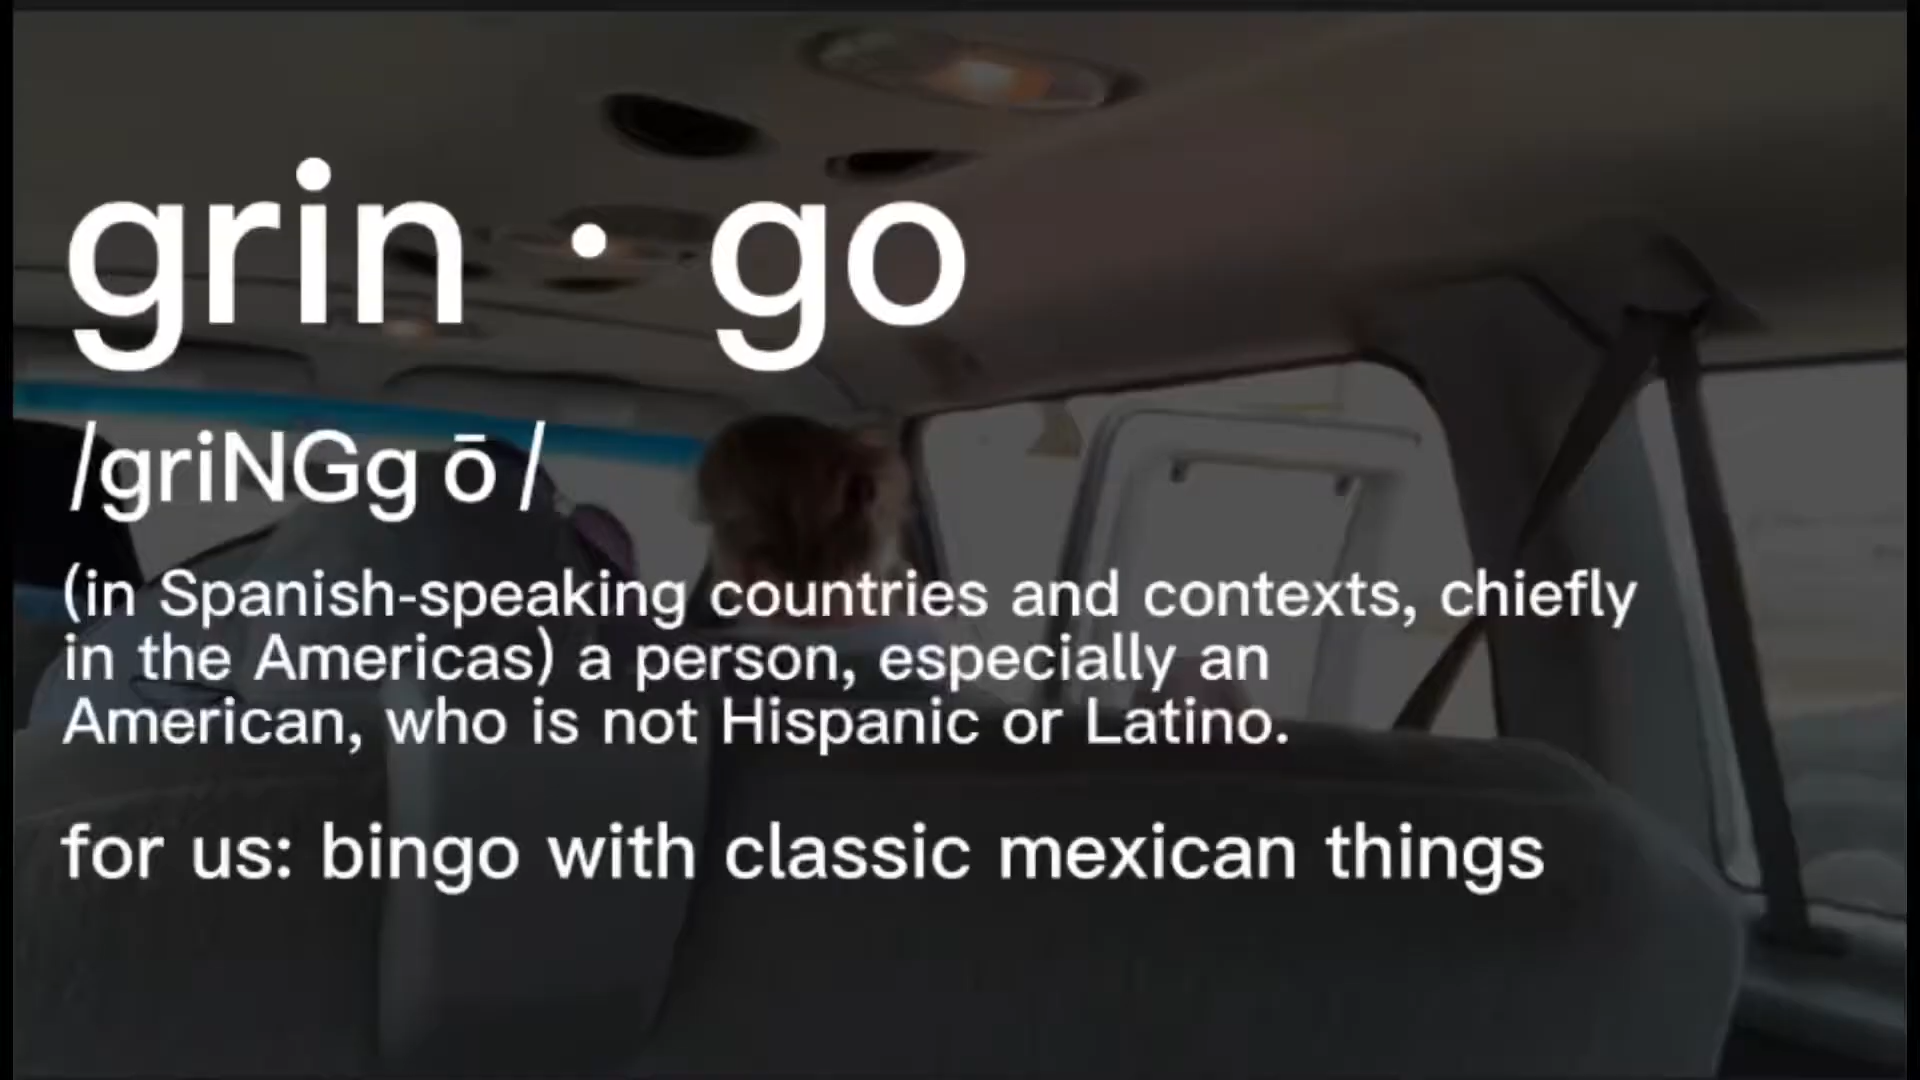 grin · go
/griNGg ō /
(in Spanish-speaking countries and contexts, chiefly
in the Americas) a person, especially an
American, who is not Hispanic or Latino.
for us: bingo with classic mexican things